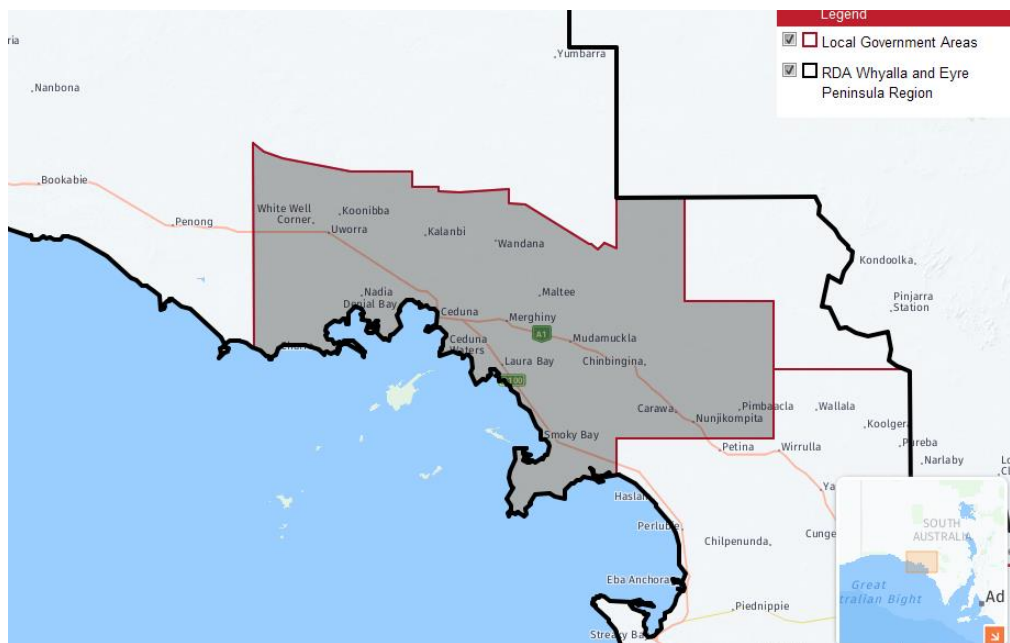 Legend
Local Government Areas
RDA Whyalla and Eyre
Peninsula Region
Yumbarra
Nanbona
Bookabie
Penong
White Well
Corner
Koonibba
Uworra
Kalanbi
Wandana
Kondoolka
Pinjarra
Station
Nadia
Denial Bay
Maltee
Ceduna
Merghiny
A1
Mudamuckla
Ceduna
Waters
Laura Bay
Chinbingina
Carawa
Nunjikompita
Pimbaacla
Wallala
Koolgera
Pureba
Smoky Bay
Petina
Wirrulla
Narlaby
Haslam
Perlubie
Chilpenunda
Cunge
Eba Anchorage
Piednippie
Streaky Bay
SOUTH
AUSTRALIA
Great
tralian Bight
Ad